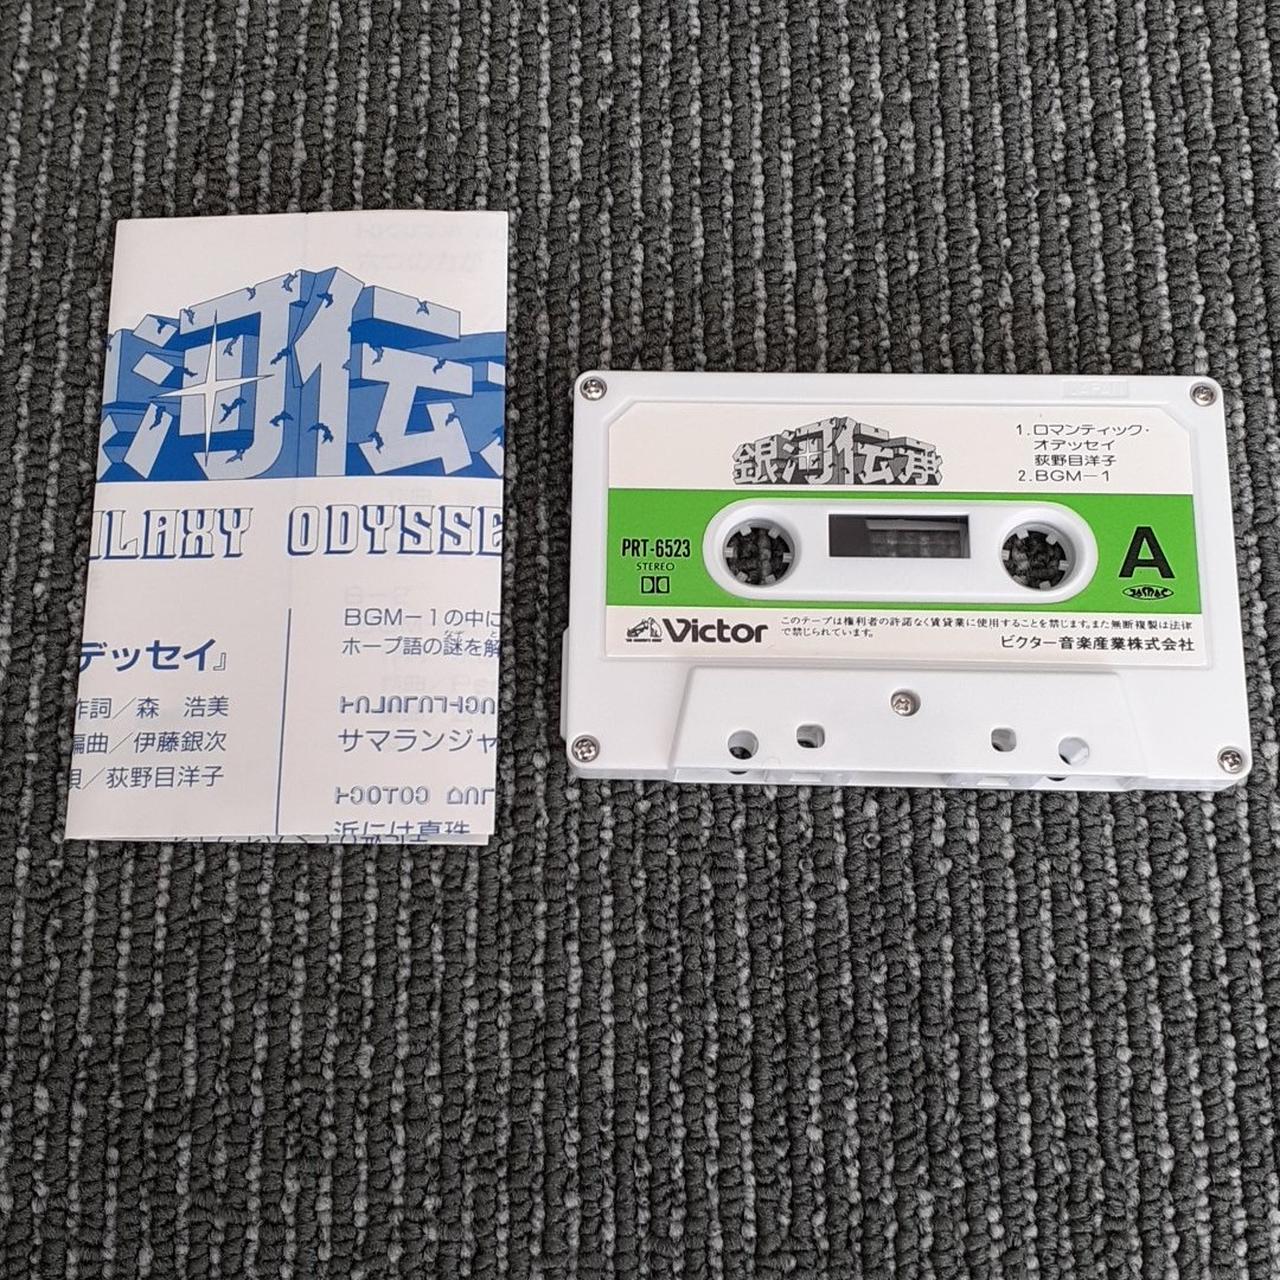 河伝
ALAXY ODYSSE
デッセイ』
作詞／森 浩美
編曲／伊藤銀次
唄／荻野目洋子
BGM－1の中に
ホープ語の謎を解
サマランジャ
浜には真珠
銀河伝承
1.ロマンティック・
オデッセイ
荻野目洋子
2.BGM－1
PRT-6523
STEREO
A
JASRAC
Victor
このテープは権利者の許諾なく賃貸業に使用することを禁じます。また無断複製は法律
で禁じられています。
ビクター音楽産業株式会社
JAPAN